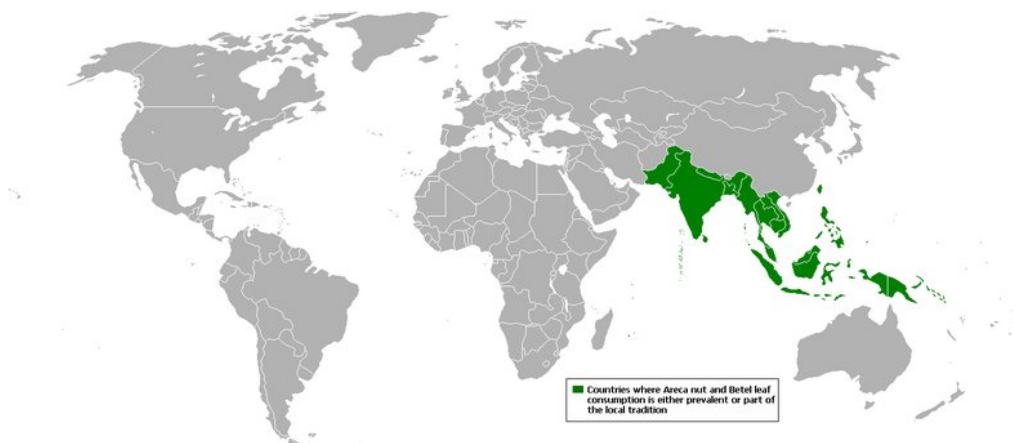 Countries where Areca nut and Betel leaf
consumption is either prevalent or part of
the local tradition